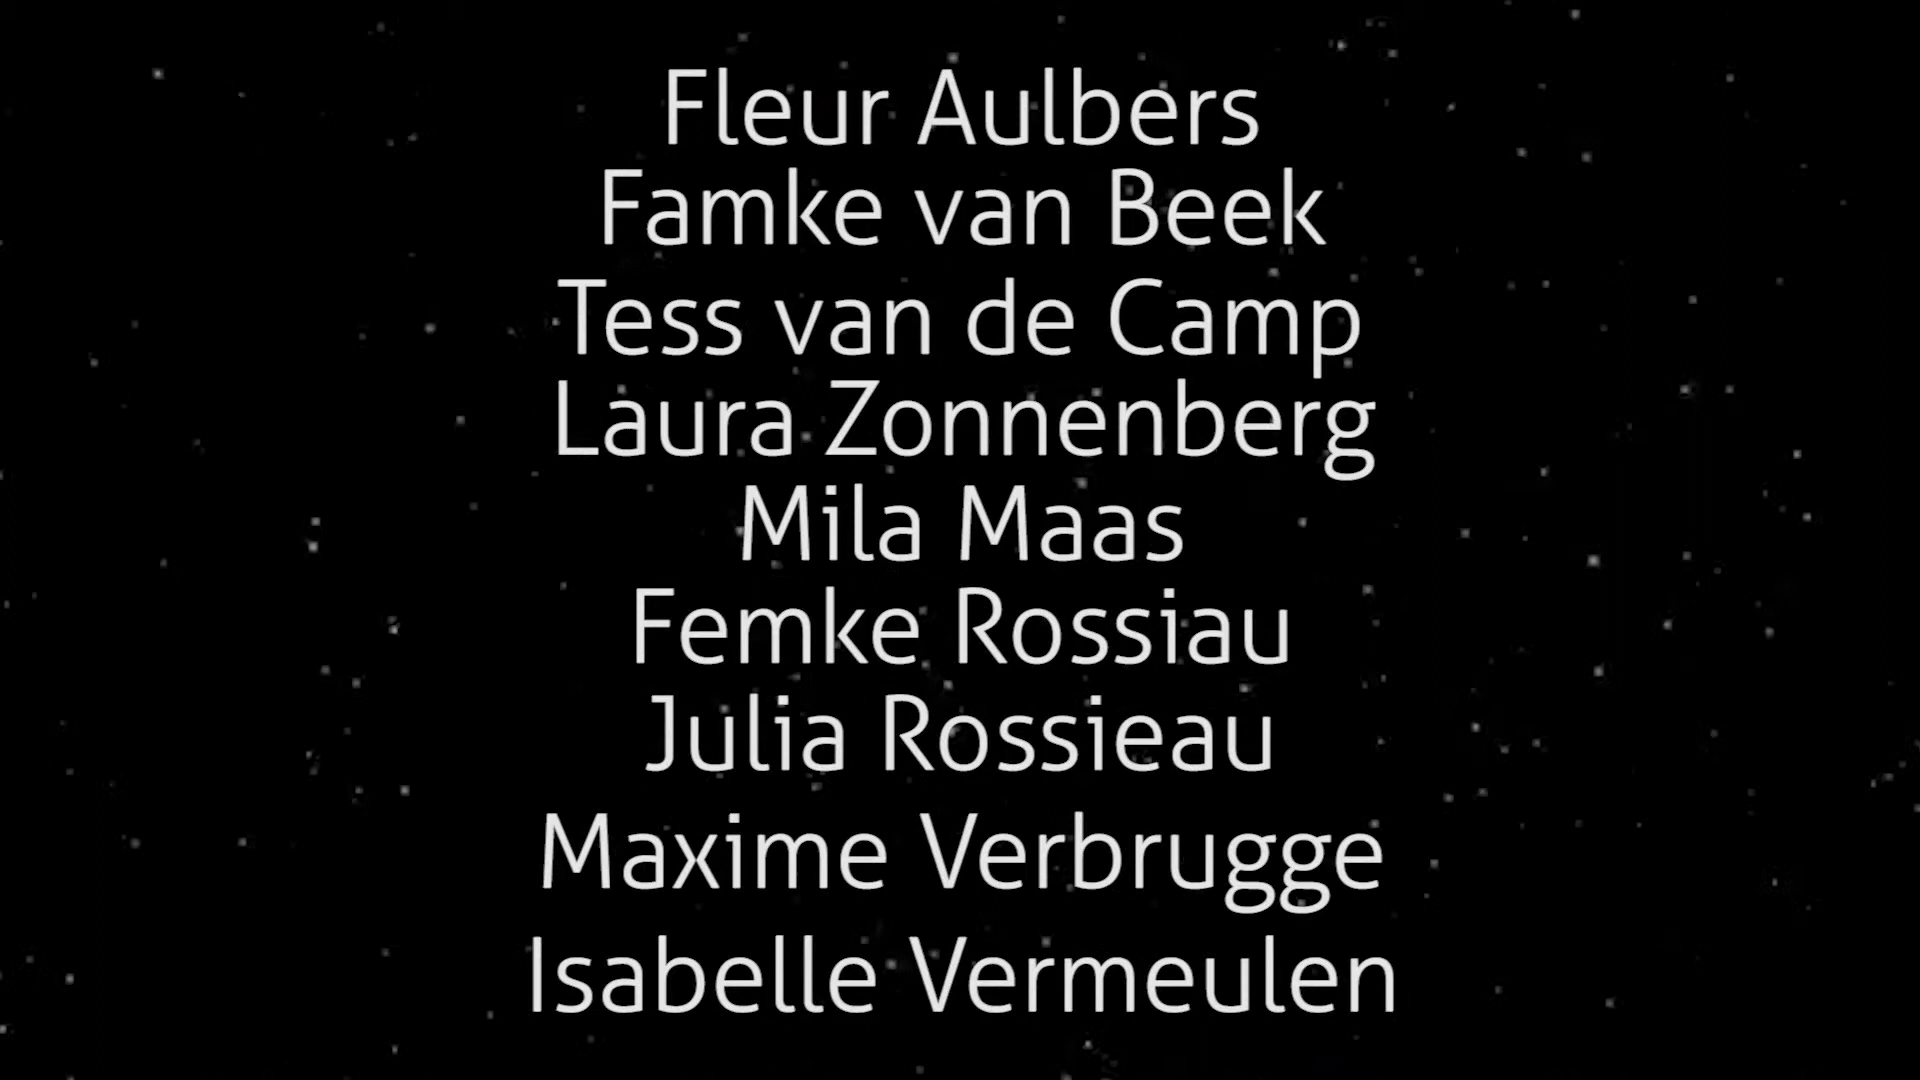 Fleur Aulbers
Famke van Beek
Tess van de Camp
Laura Zonnenberg
Mila Maas
Femke Rossiau
Julia Rossieau
Maxime Verbrugge
Isabelle Vermeulen